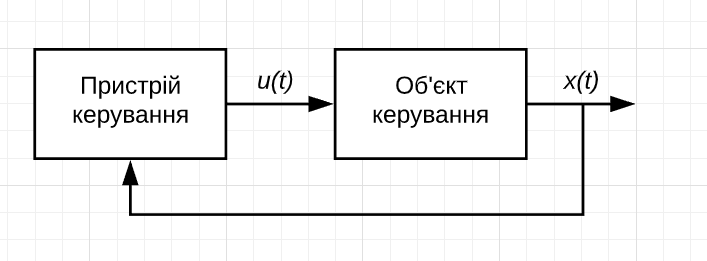 Пристрій
керування
u(t)
Об'єкт
керування
x(t)